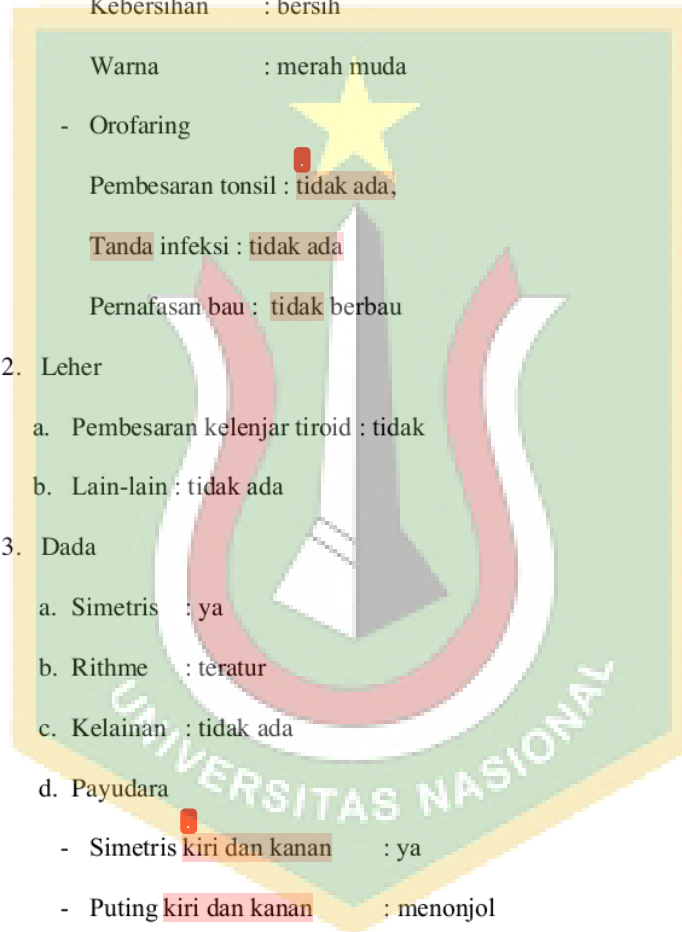 Kebersihan : bersih
Warna : merah muda
- Orofaring
Pembesaran tonsil : tidak ada,
Tanda infeksi : tidak ada
Pernafasan bau : tidak berbau
2. Leher
a. Pembesaran kelenjar tiroid : tidak
b. Lain-lain : tidak ada
3. Dada
a. Simetris : ya
b. Rithme : teratur
c. Kelainan : tidak ada
d. Payudara
- Simetris kiri dan kanan : ya
- Puting kiri dan kanan : menonjol
UNIVERSITAS NASIONAL